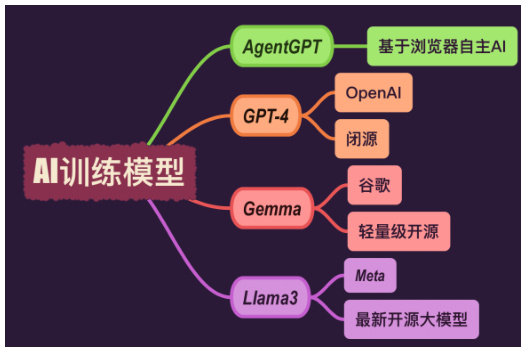 AI训练模型
AgentGPT
基于浏览器自主AI
GPT-4
OpenAI
闭源
Gemma
谷歌
轻量级开源
Llama3
Meta
最新开源大模型